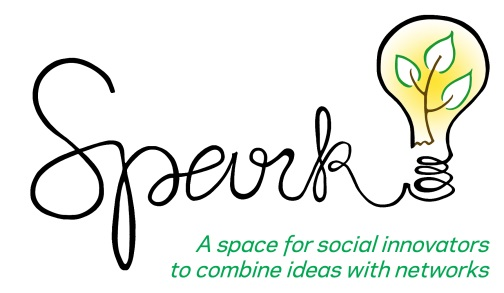 Spark
A space for social innovators
to combine ideas with networks